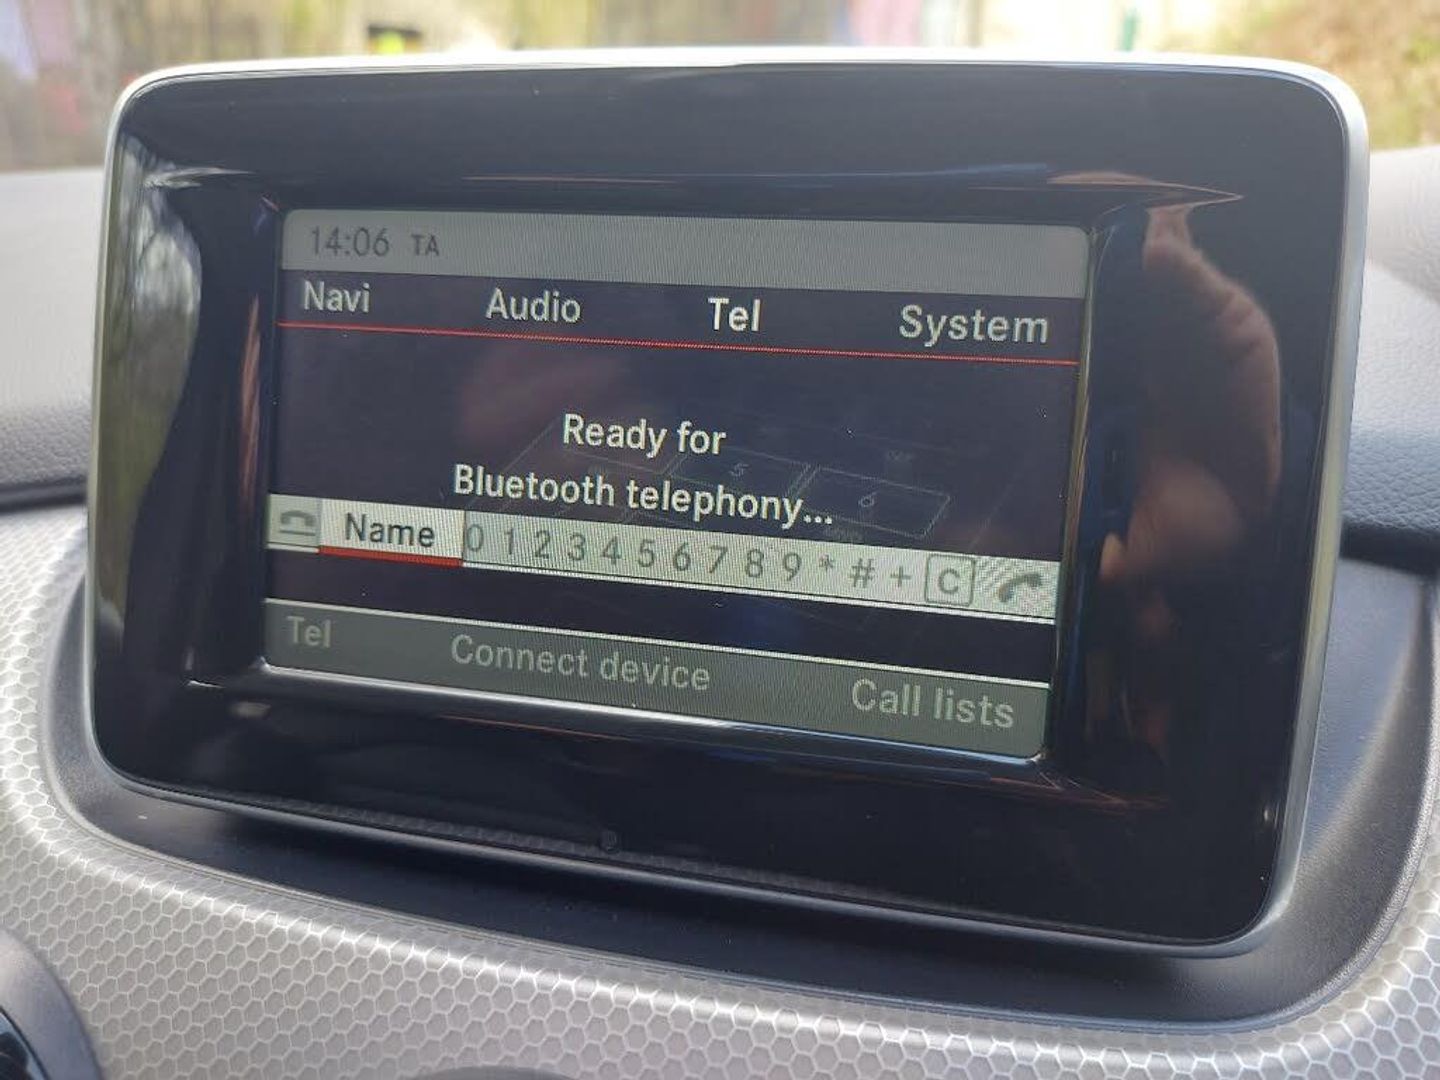 14:06 TA
Navi Audio Tel System
Ready for
Bluetooth telephony...
Name 0 1 2 3 4 5 6 7 8 9 * # + C
Tel Connect device Call lists